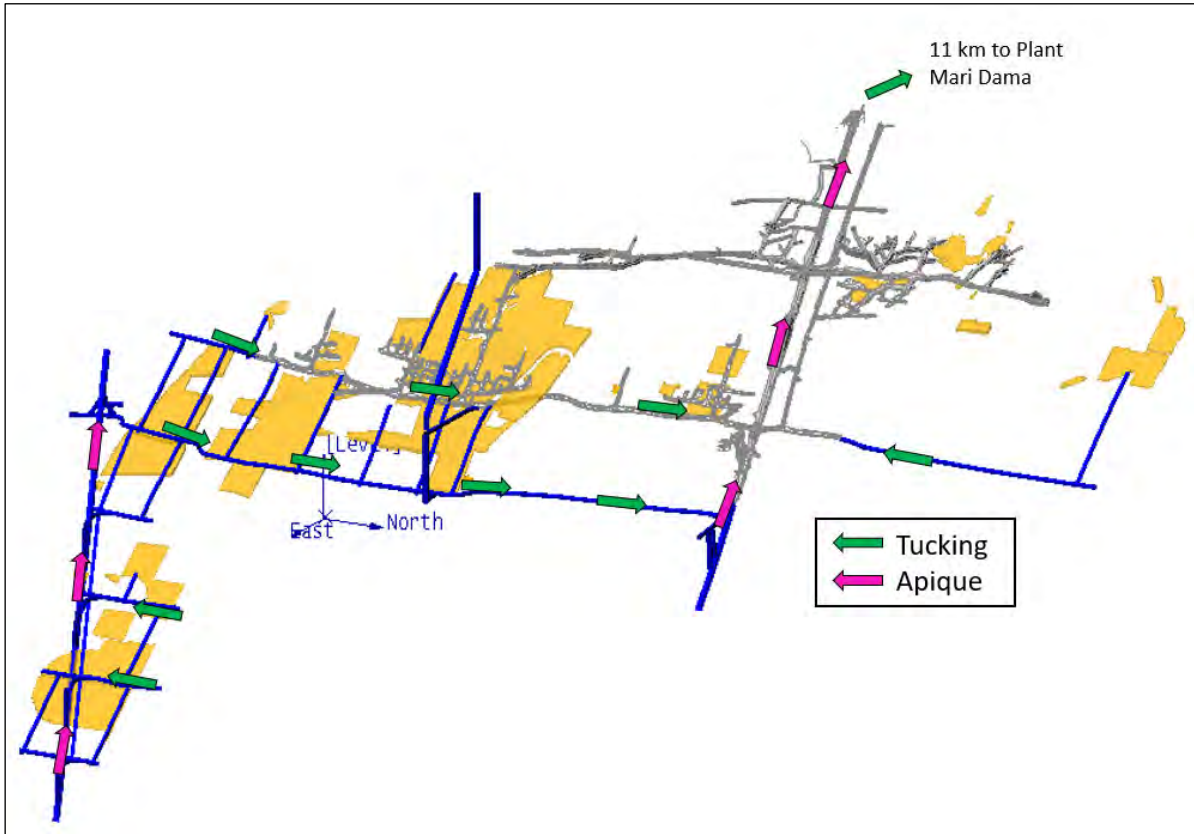 11 km to Plant
Mari Dama
[Level]
East
North
Tucking
Apique